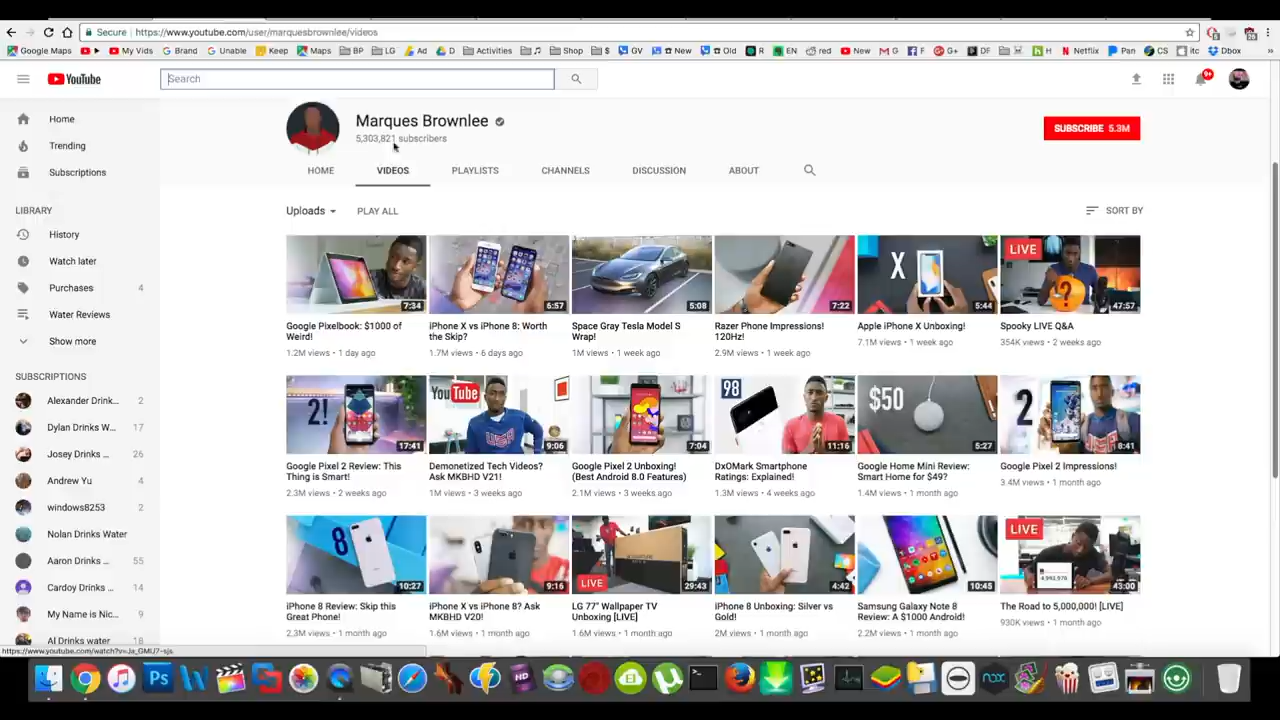 Secure https://www.youtube.com/user/marquesbrownlee/videos
Google Maps My Vids Brand Unable Keep Maps BP LG Ad D Activities Shop $ GV New Old R EN red New G F G+ DF H Netflix Pan CS itc Dbox »
YouTube Search 9+
Home
Trending
Subscriptions
LIBRARY
History
Watch later
Purchases 4
Water Reviews
Show more
SUBSCRIPTIONS
Alexander Drink... 2
Dylan Drinks W... 17
Josey Drinks ... 26
Andrew Yu 4
windows8253 2
Nolan Drinks Water
Aaron Drinks ... 55
Cardoy Drinks ... 14
My Name is Nic... 9
Al Drinks water 18
Marques Brownlee
5,303,821 subscribers
SUBSCRIBE 5.3M
HOME VIDEOS PLAYLISTS CHANNELS DISCUSSION ABOUT
Uploads PLAY ALL SORT BY
7:34 6:57 5:08 7:22 X 5:44 LIVE ? 47:57
Google Pixelbook: $1000 of iPhone X vs iPhone 8: Worth Space Gray Tesla Model S Razer Phone Impressions! Apple iPhone X Unboxing! Spooky LIVE Q&A
Weird! the Skip? Wrap! 120Hz!
1.2M views • 1 day ago 1.7M views • 6 days ago 1M views • 1 week ago 2.9M views • 1 week ago 7.1M views • 1 week ago 354K views • 2 weeks ago
2! 17:41 YouTube 9:06 7:04 98 11:16 $50 5:27 2 8:41
Google Pixel 2 Review: This Demonetized Tech Videos? Google Pixel 2 Unboxing! DxOMark Smartphone Google Home Mini Review: Google Pixel 2 Impressions!
Thing is Smart! Ask MKBHD V21! (Best Android 8.0 Features) Ratings: Explained! Smart Home for $49?
2.3M views • 2 weeks ago 1M views • 3 weeks ago 2.1M views • 3 weeks ago 1.3M views • 4 weeks ago 1.4M views • 1 month ago 3.4M views • 1 month ago
8 10:27 9:16 LIVE 29:43 4:42 10:45 LIVE 43:00
iPhone 8 Review: Skip this iPhone X vs iPhone 8? Ask LG 77" Wallpaper TV iPhone 8 Unboxing: Silver vs Samsung Galaxy Note 8 The Road to 5,000,000! [LIVE]
Great Phone! MKBHD V20! Unboxing [LIVE] Gold! Review: A $1000 Android!
2.3M views • 1 month ago 1.6M views • 1 month ago 1.6M views • 1 month ago 2M views • 1 month ago 2.2M views • 1 month ago 930K views • 1 month ago
Ps W HD nox